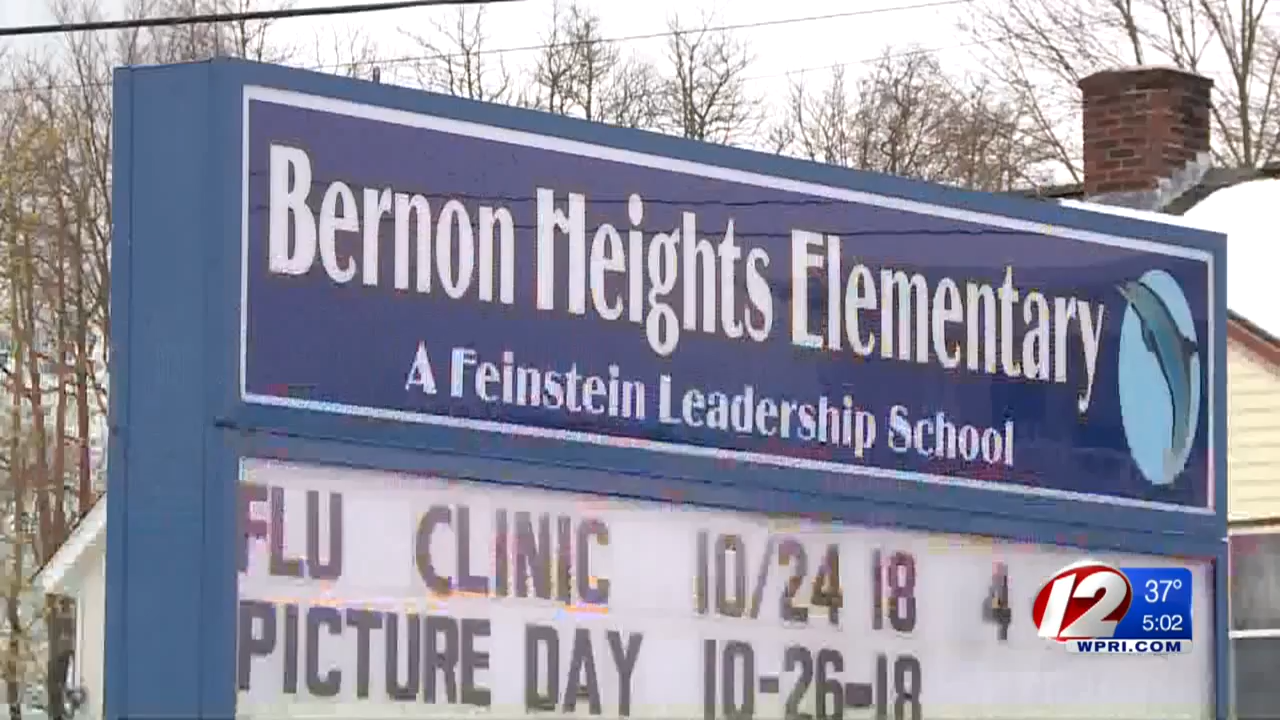 Bernon Heights Elementary
A Feinstein Leadership School
FLU CLINIC 10/24 18 4
PICTURE DAY 10-26-18
12 37°
5:02
WPRI.COM